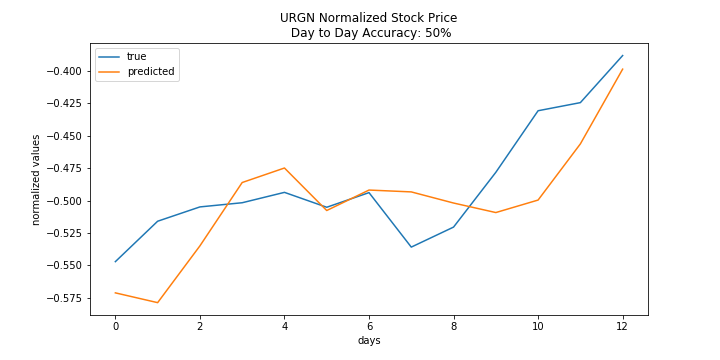 URGN Normalized Stock Price
Day to Day Accuracy: 50%
true
predicted
−0.400
−0.425
−0.450
−0.475
−0.500
−0.525
−0.550
−0.575
normalized values
0 2 4 6 8 10 12
days